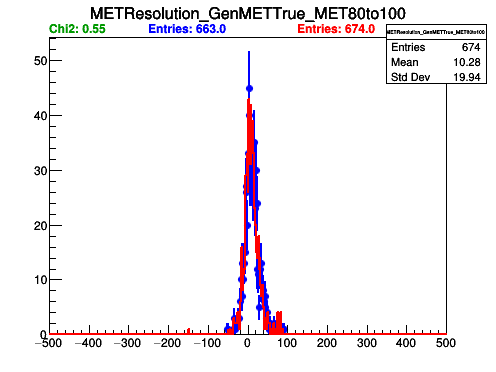 METResolution_GenMETTrue_MET80to100
Chi2: 0.55 Entries: 663.0 Entries: 674.0
METResolution_GenMETTrue_MET80to100
Entries 674
Mean 10.28
Std Dev 19.94
50
40
30
20
10
0
−500 −400 −300 −200 −100 0 100 200 300 400 500